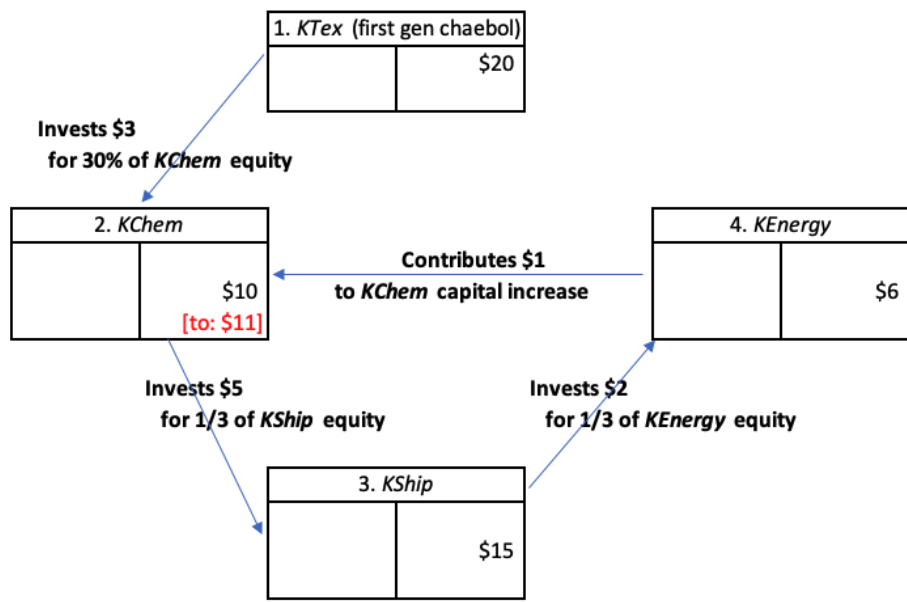 1. KTex (first gen chaebol)
$20
Invests $3
for 30% of KChem equity
2. KChem
$10
[to: $11]
4. KEnergy
$6
Contributes $1
to KChem capital increase
Invests $5
for 1/3 of KShip equity
Invests $2
for 1/3 of KEnergy equity
3. KShip
$15